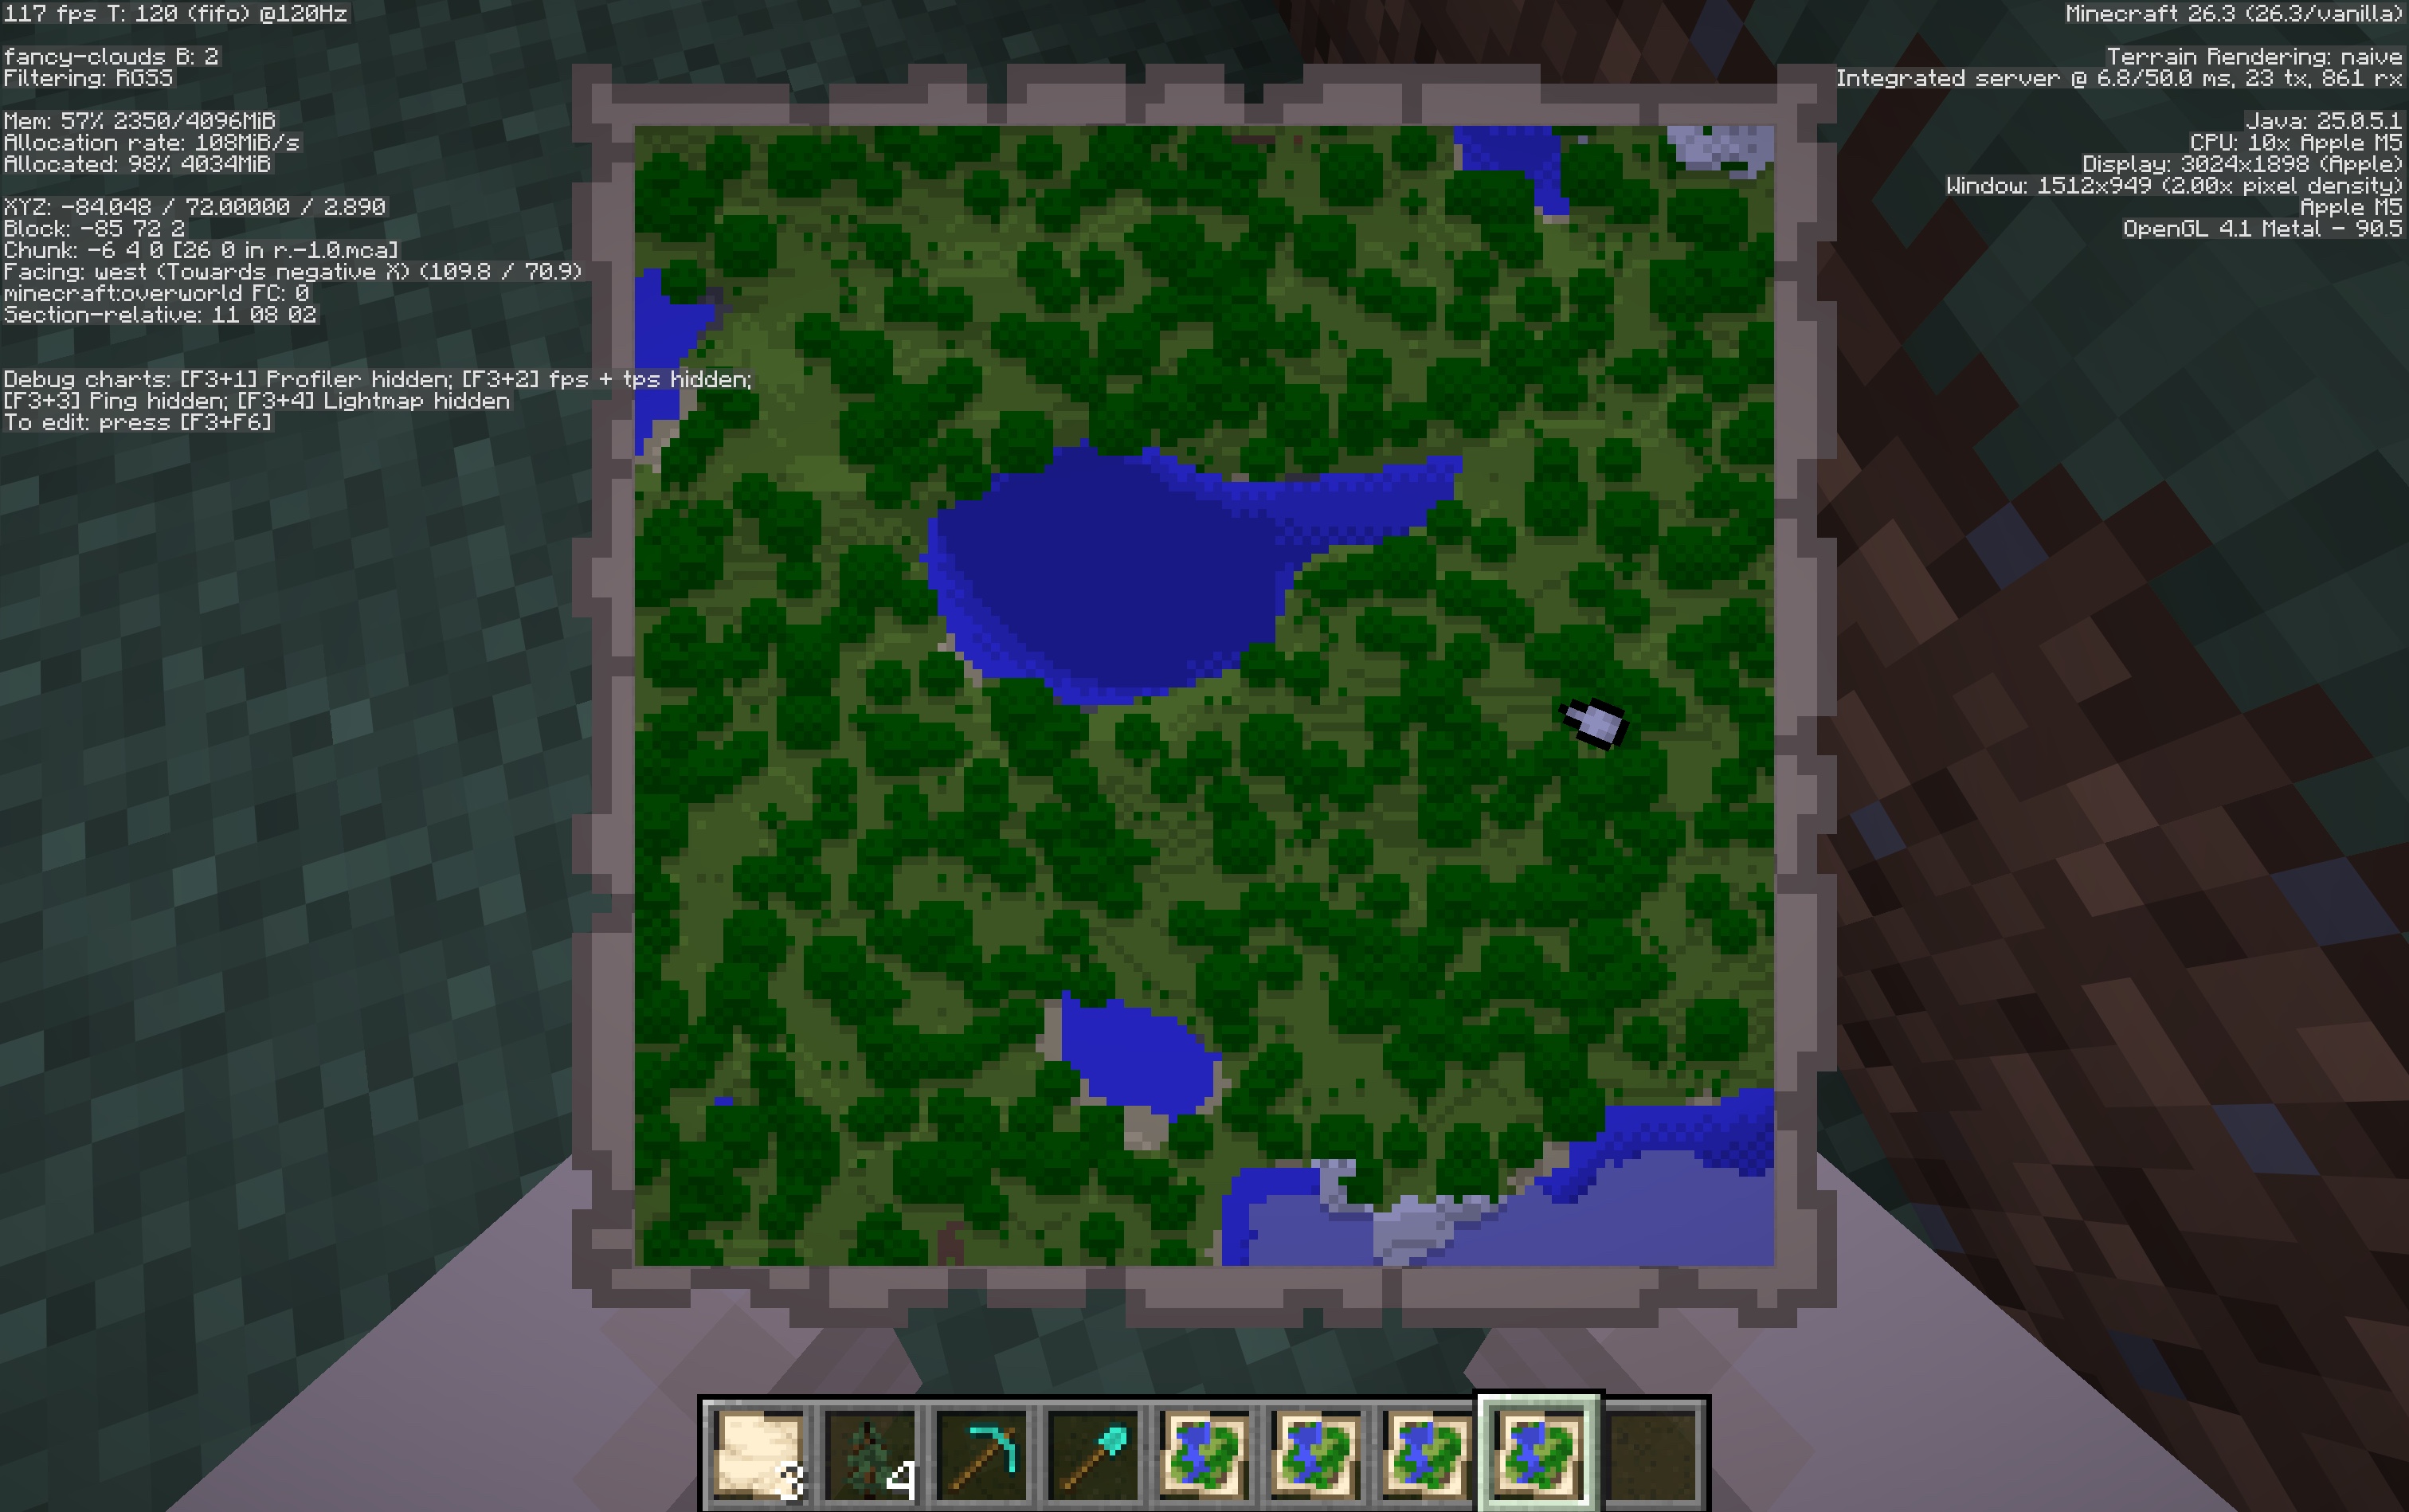 117 fps T: 120 (fifo) @120Hz
fancy-clouds B: 2
Filtering: RGSS
Mem: 57% 2350/4096MiB
Allocation rate: 108MiB/s
Allocated: 98% 4034MiB
XYZ: -84.048 / 72.00000 / 2.890
Block: -85 72 2
Chunk: -6 4 0 [26 0 in r.-1.0.mca]
Facing: west (Towards negative X) (109.8 / 70.9)
minecraft:overworld FC: 0
Section-relative: 11 08 02
Debug charts: [F3+1] Profiler hidden; [F3+2] fps + tps hidden;
[F3+3] Ping hidden; [F3+4] Lightmap hidden
To edit: press [F3+F6]
Minecraft 26.3 (26.3/vanilla)
Terrain Rendering: naive
Integrated server @ 6.8/50.0 ms, 23 tx, 861 rx
Java: 25.0.5.1
CPU: 10x Apple M5
Display: 3024x1898 (Apple)
Window: 1512x949 (2.00x pixel density)
Apple M5
OpenGL 4.1 Metal - 90.5
3
4